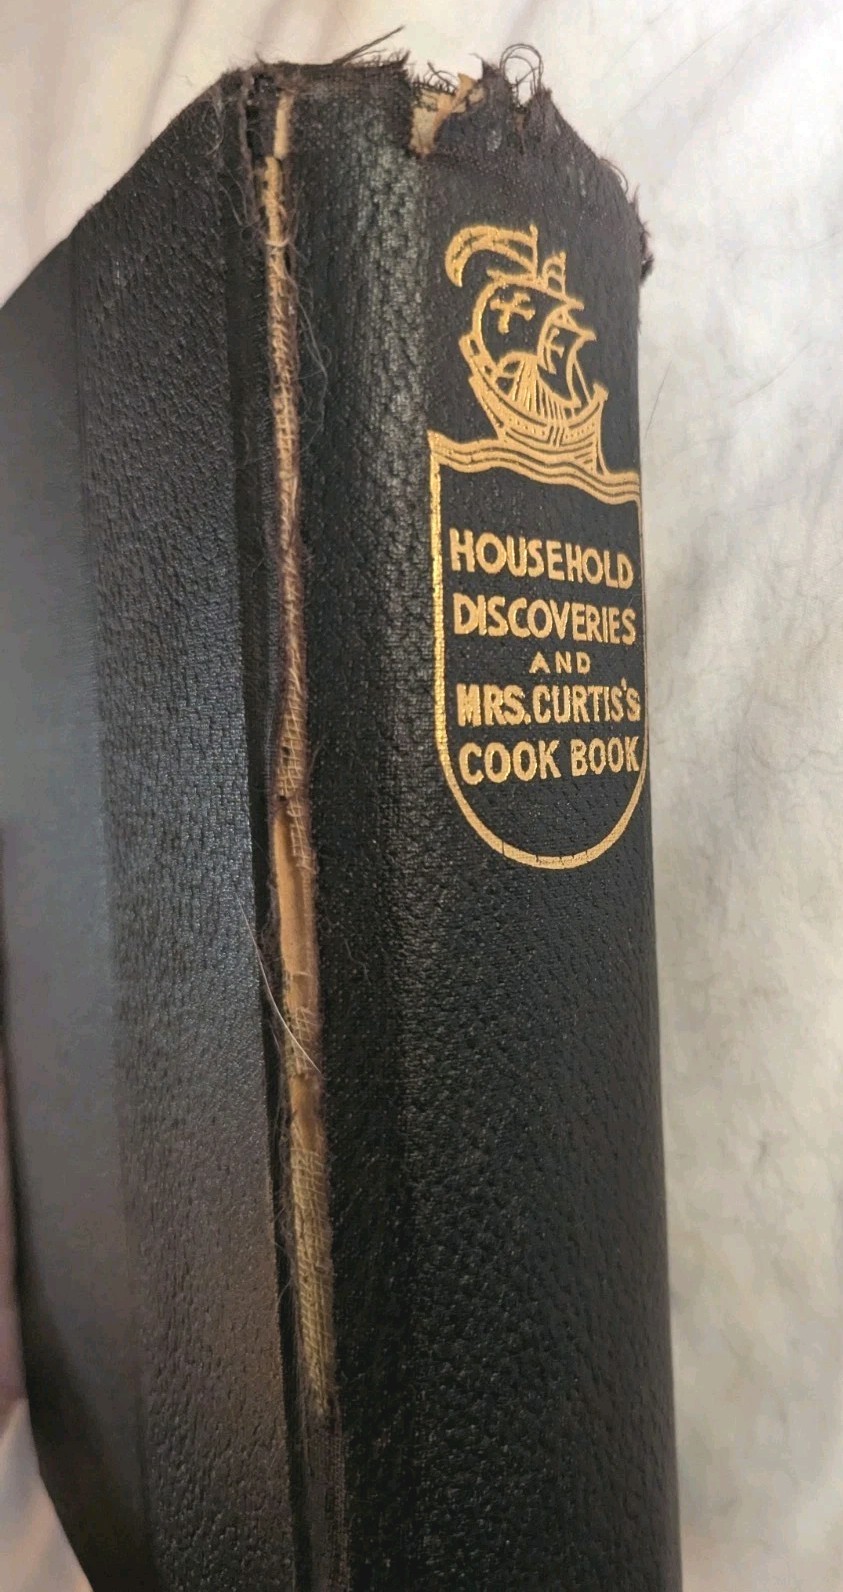 HOUSEHOLD
DISCOVERIES
AND
MRS. CURTIS'S
COOK BOOK